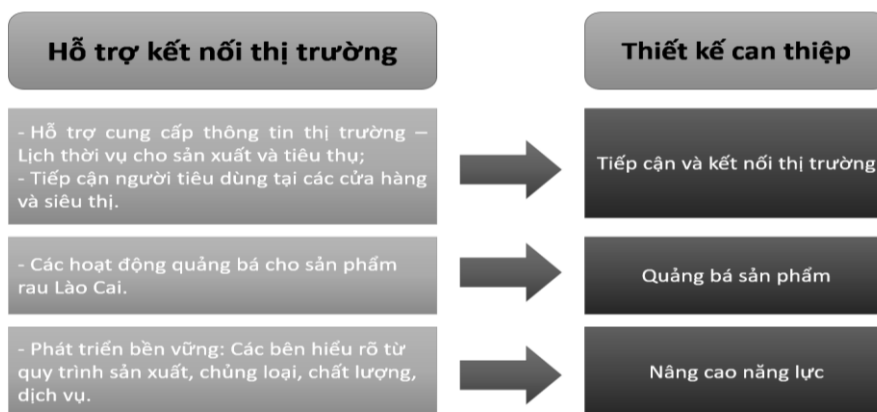 Hỗ trợ kết nối thị trường
Thiết kế can thiệp
- Hỗ trợ cung cấp thông tin thị trường –
Lịch thời vụ cho sản xuất và tiêu thụ;
- Tiếp cận người tiêu dùng tại các cửa hàng
và siêu thị.
Tiếp cận và kết nối thị trường
- Các hoạt động quảng bá cho sản phẩm
rau Lào Cai.
Quảng bá sản phẩm
- Phát triển bền vững: Các bên hiểu rõ từ
quy trình sản xuất, chủng loại, chất lượng,
dịch vụ.
Nâng cao năng lực